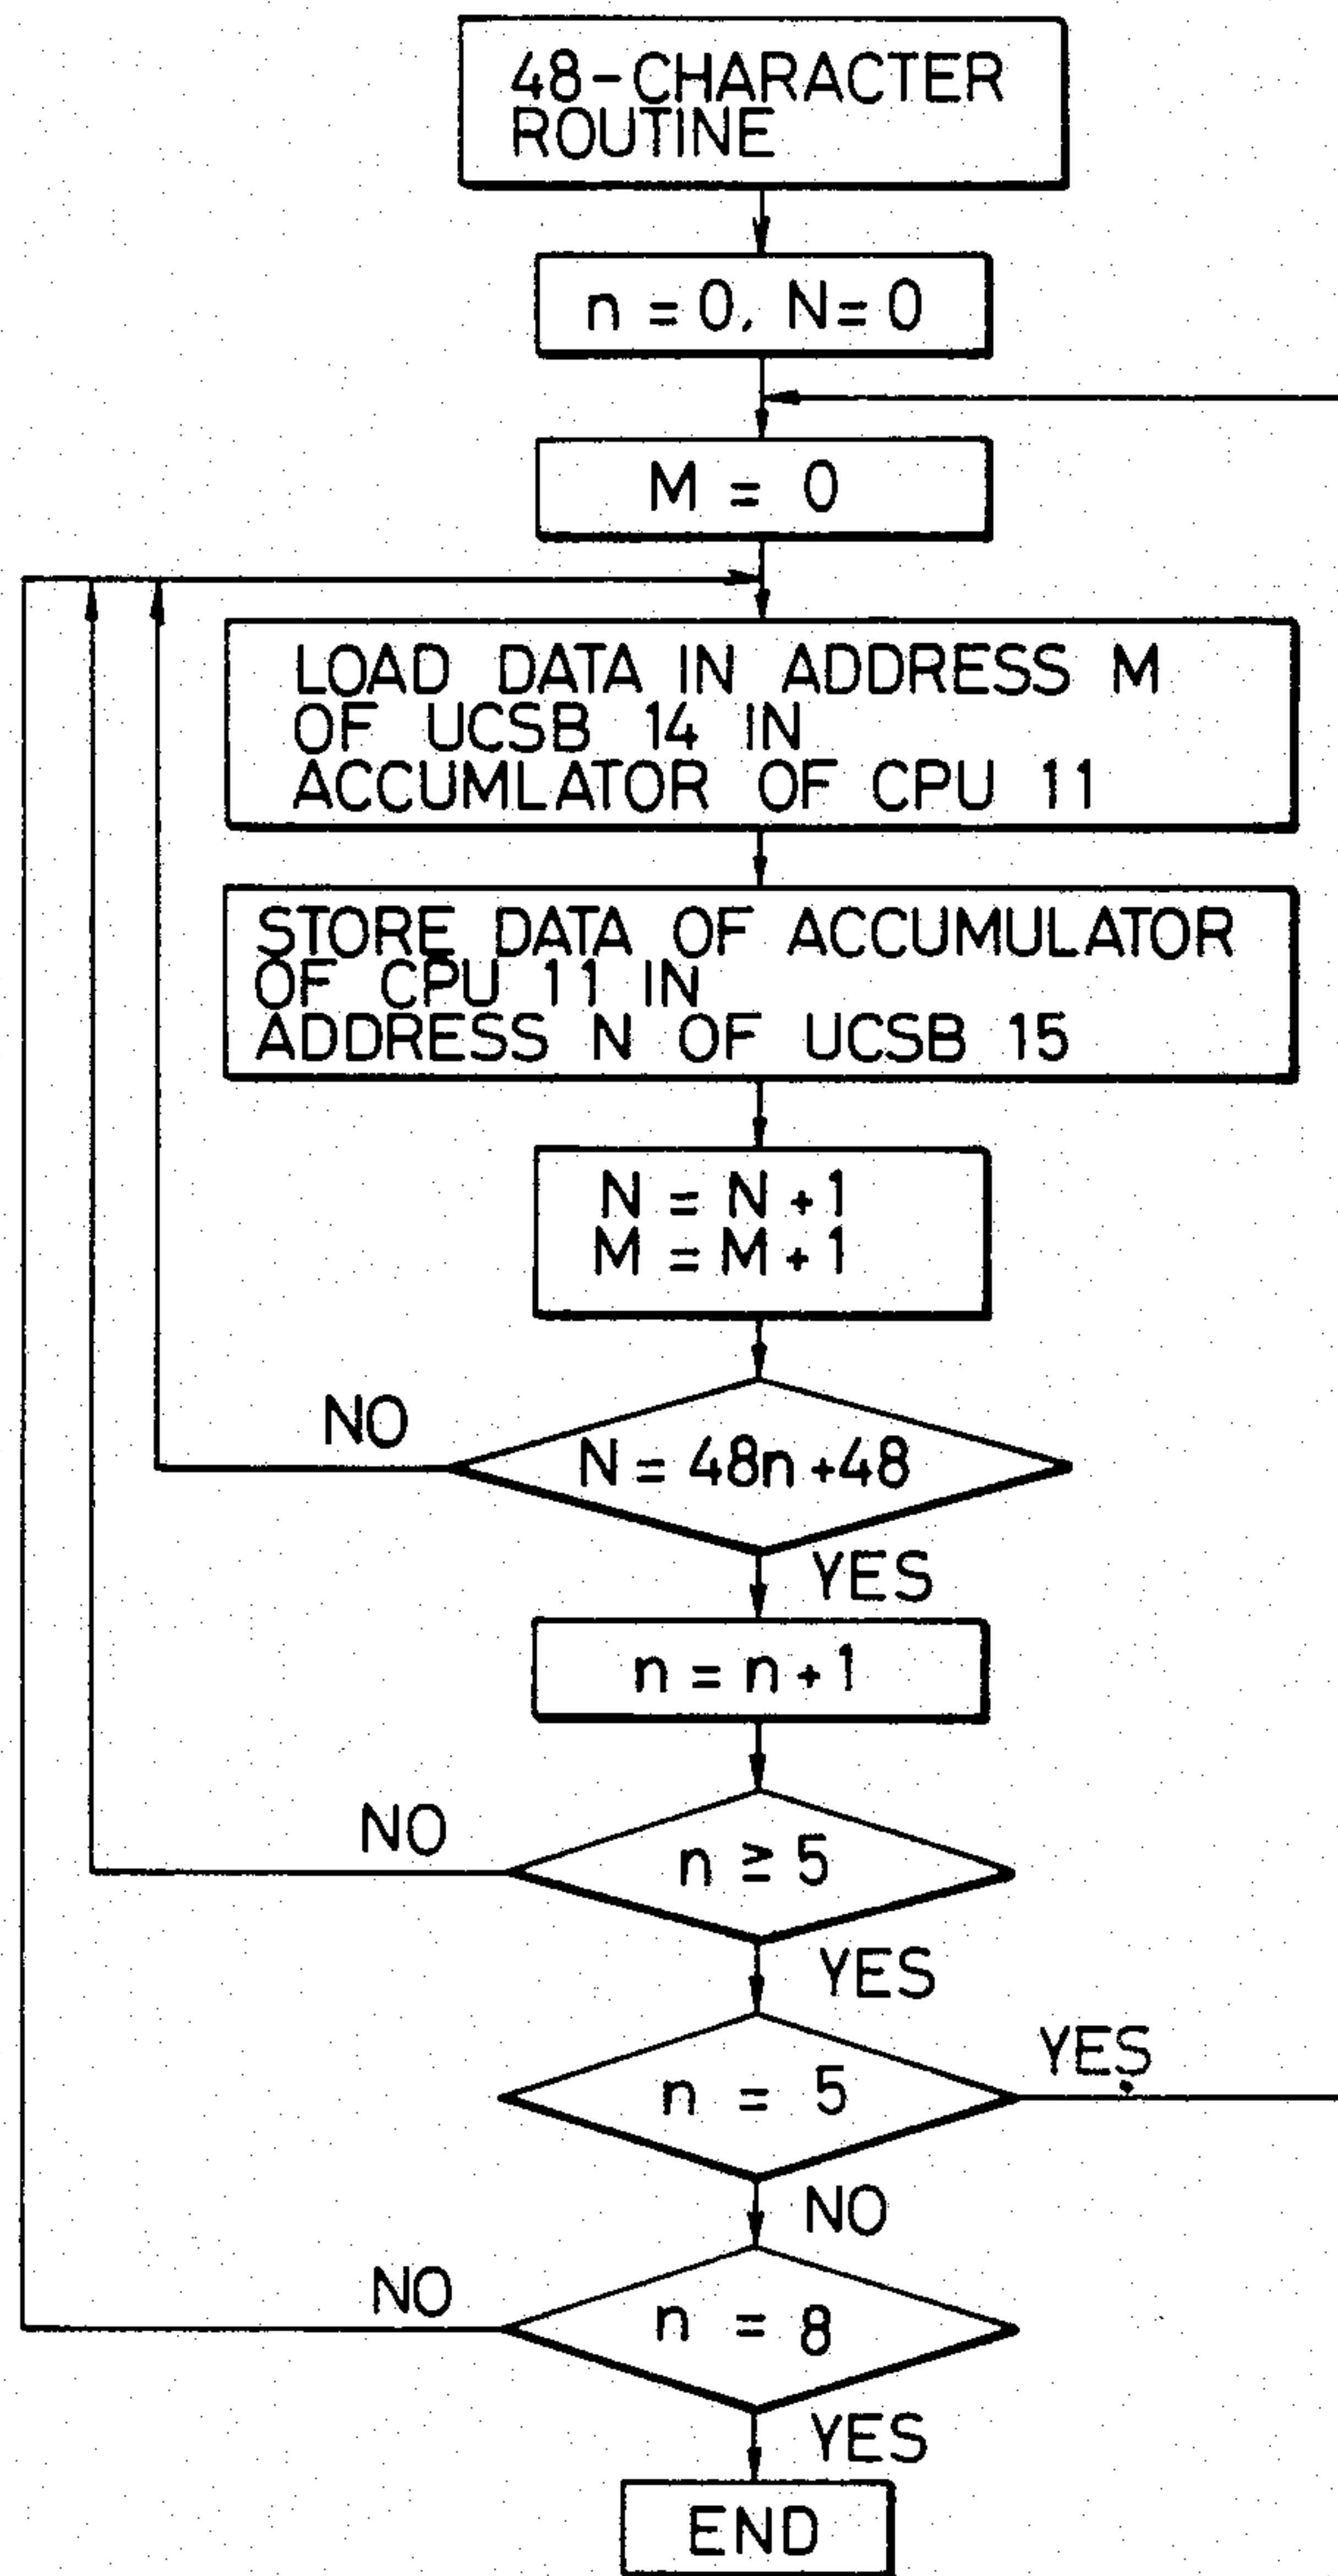 48-CHARACTER
ROUTINE
n = 0, N = 0
M = 0
LOAD DATA IN ADDRESS M
OF UCSB 14 IN
ACCUMLATOR OF CPU 11
STORE DATA OF ACCUMULATOR
OF CPU 11 IN
ADDRESS N OF UCSB 15
N = N + 1
M = M + 1
NO
N = 48n + 48
YES
n = n + 1
NO
n ≥ 5
YES
YES
n = 5
NO
NO
n = 8
YES
END